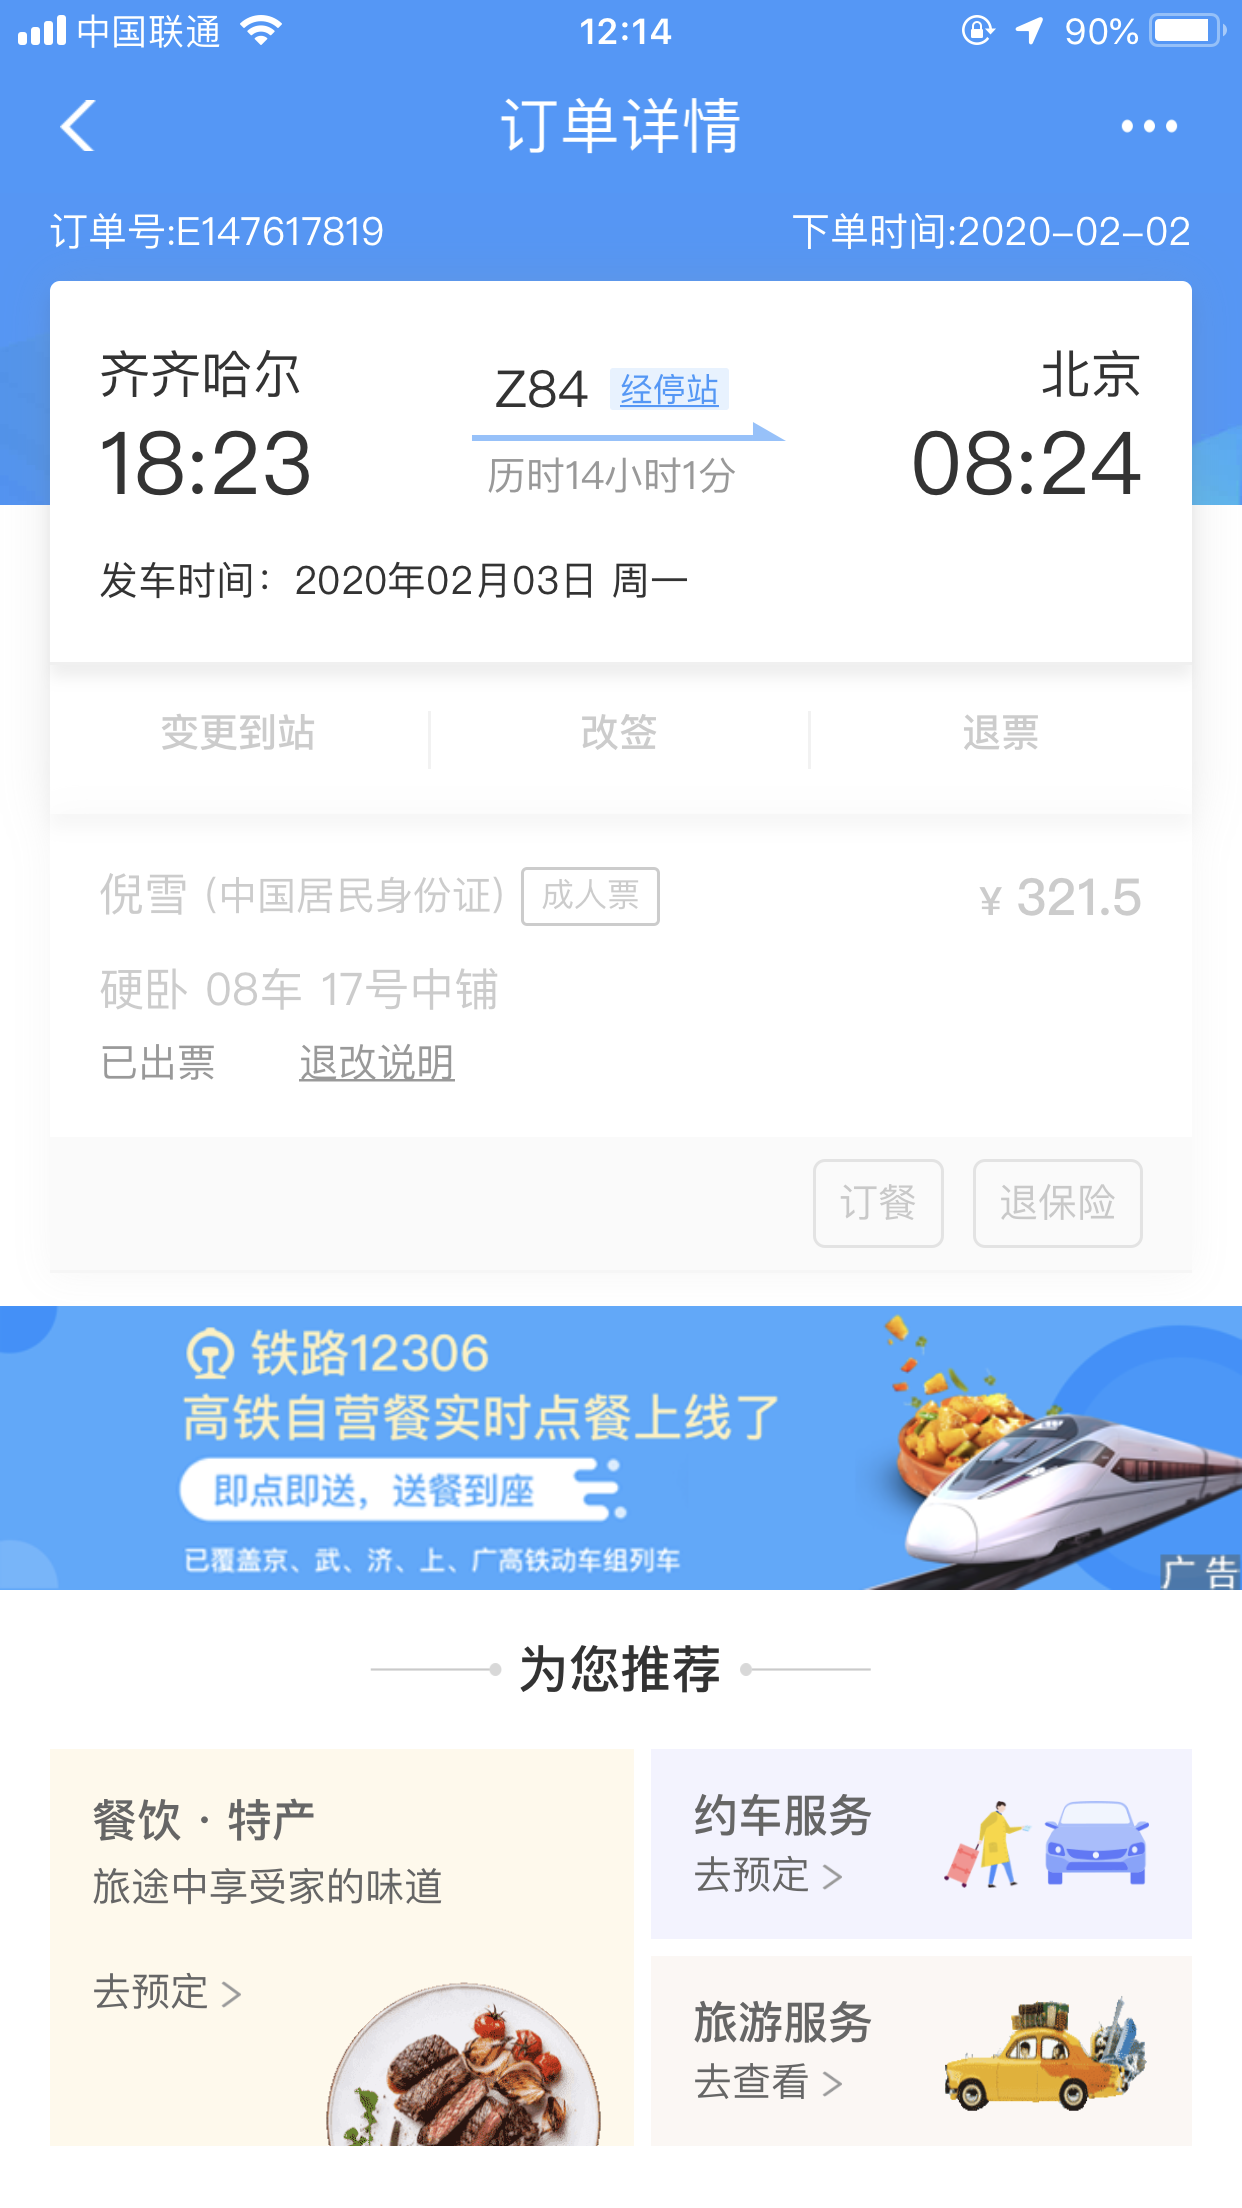 中国联通 12:14 90%
订单详情
订单号:E147617819 下单时间:2020-02-02
齐齐哈尔 Z84 经停站 北京
18:23 历时14小时1分 08:24
发车时间：2020年02月03日 周一
变更到站 改签 退票
倪雪 (中国居民身份证) 成人票 ¥ 321.5
硬卧 08车 17号中铺
已出票 退改说明
订餐 退保险
铁路12306
高铁自营餐实时点餐上线了
即点即送，送餐到座
已覆盖京、武、济、上、广高铁动车组列车
广告
为您推荐
餐饮·特产
旅途中享受家的味道
去预定 >
约车服务
去预定 >
旅游服务
去查看 >